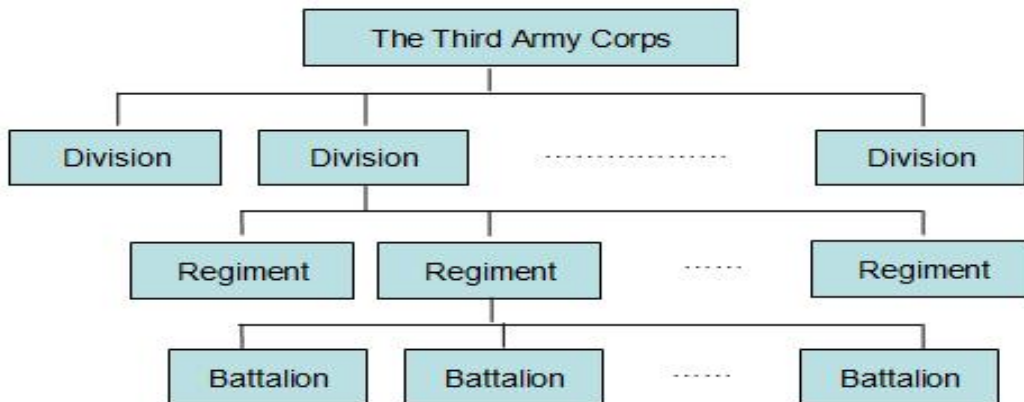 The Third Army Corps
Division Division Division
Regiment Regiment Regiment
Battalion Battalion Battalion